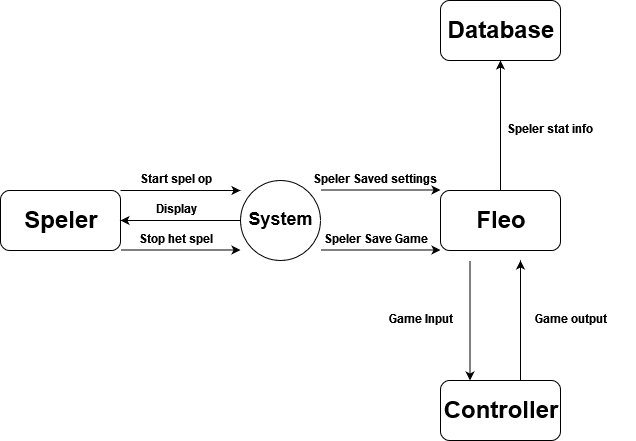 Database
Speler stat info
Start spel op
Speler Saved settings
Speler
Display
System
Fleo
Stop het spel
Speler Save Game
Game Input
Game output
Controller